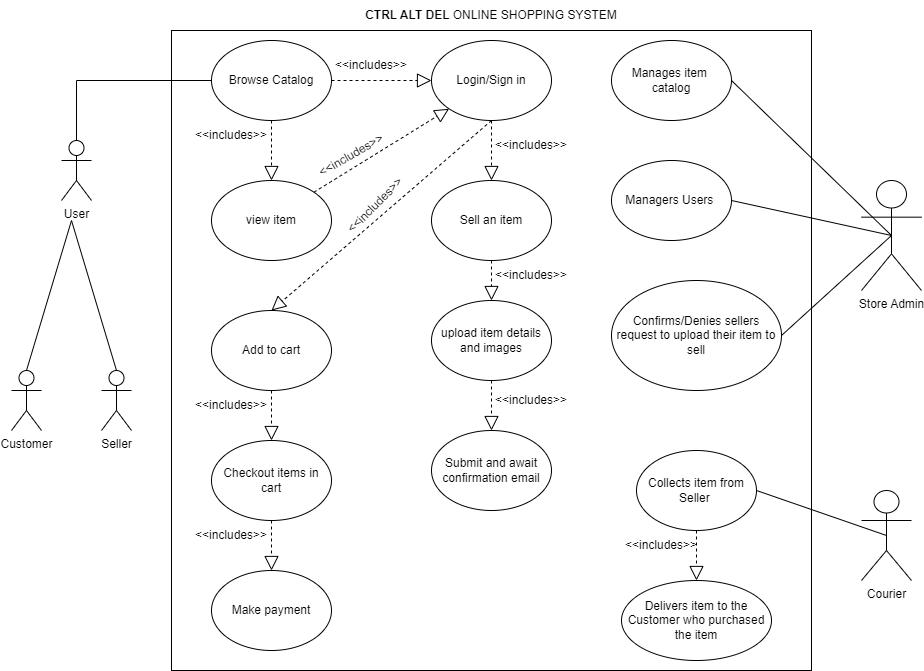 CTRL ALT DEL ONLINE SHOPPING SYSTEM
Browse Catalog
<<includes>>
Login/Sign in
Manages item
catalog
<<includes>>
<<includes>>
<<includes>>
User
view item
<<includes>>
Sell an item
Managers Users
<<includes>>
Store Admin
Add to cart
upload item details
and images
Confirms/Denies sellers
request to upload their item to
sell
<<includes>>
<<includes>>
Customer
Seller
Checkout items in
cart
Submit and await
confirmation email
Collects item from
Seller
<<includes>>
<<includes>>
Courier
Make payment
Delivers item to the
Customer who purchased
the item